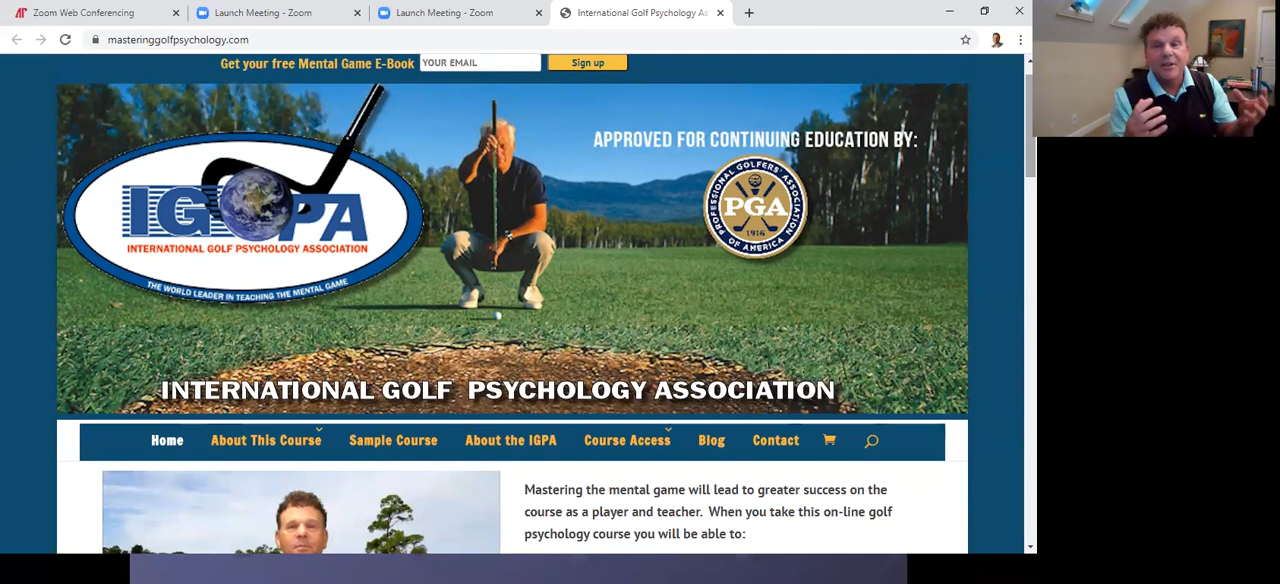 Zoom Web Conferencing
Launch Meeting - Zoom
Launch Meeting - Zoom
International Golf Psychology As
masteringgolfpsychology.com
Get your free Mental Game E-Book
YOUR EMAIL
Sign up
APPROVED FOR CONTINUING EDUCATION BY:
PROFESSIONAL GOLFERS' ASSOCIATION
PGA
1916
OF AMERICA
IGPA
INTERNATIONAL GOLF PSYCHOLOGY ASSOCIATION
THE WORLD LEADER IN TEACHING THE MENTAL GAME
INTERNATIONAL GOLF PSYCHOLOGY ASSOCIATION
Home About This Course Sample Course About the IGPA Course Access Blog Contact
Mastering the mental game will lead to greater success on the
course as a player and teacher. When you take this on-line golf
psychology course you will be able to: